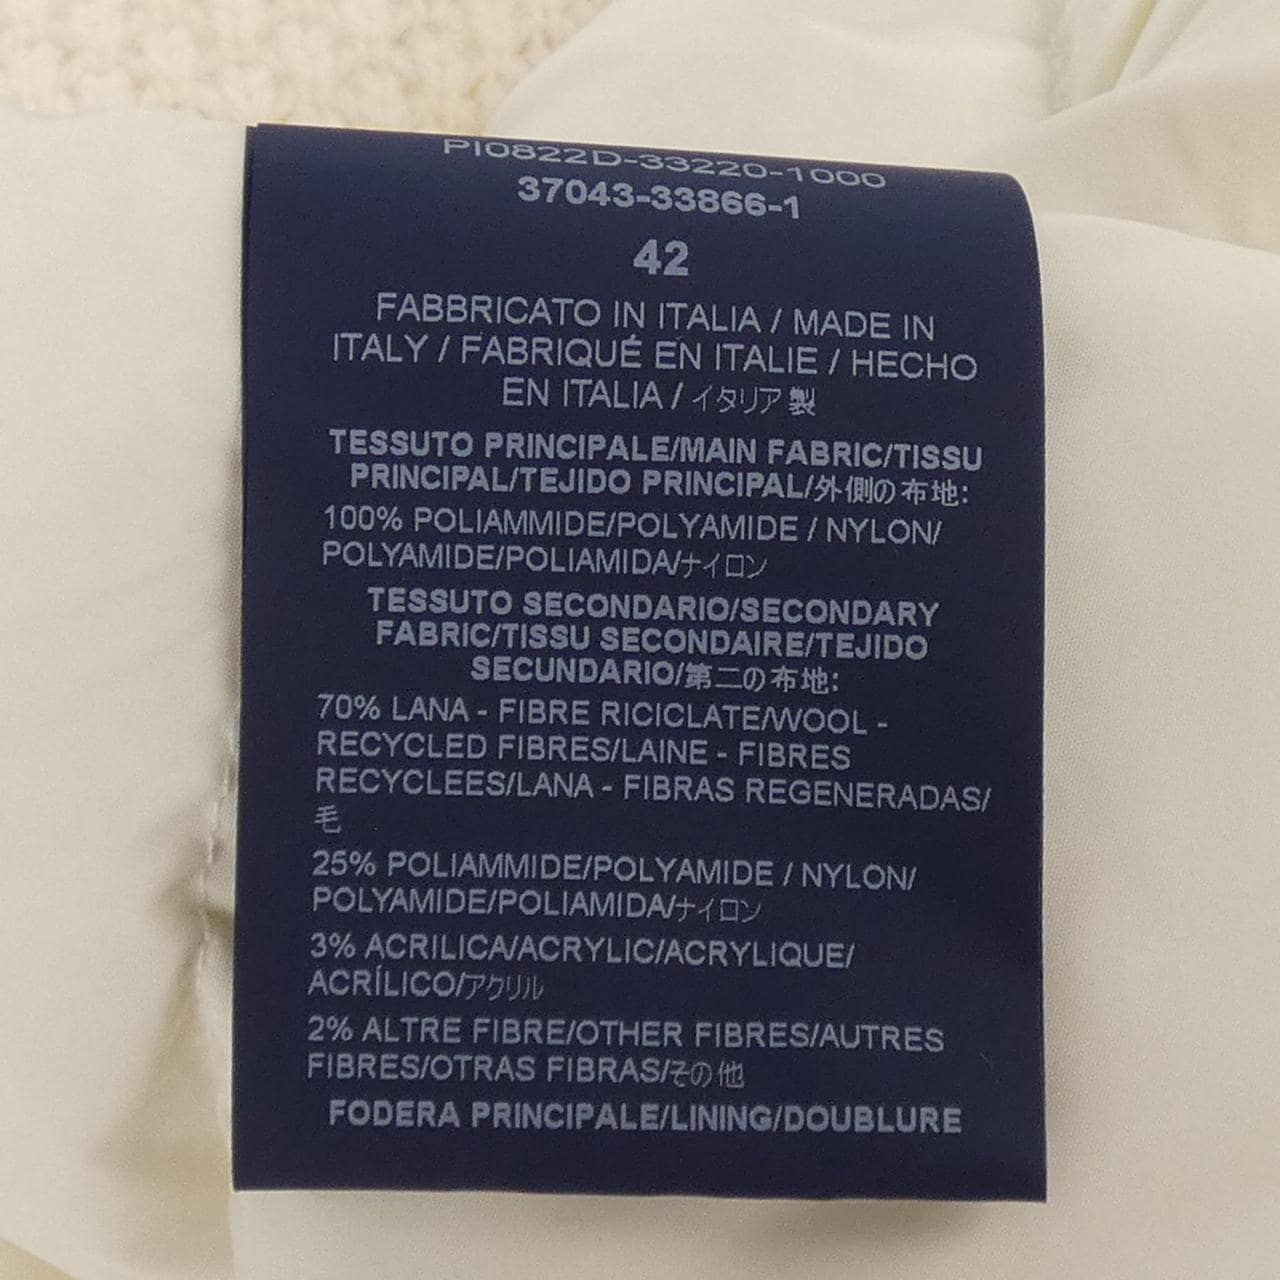 PI0822D-33220-1000
37043-33866-1
42
FABBRICATO IN ITALIA / MADE IN
ITALY / FABRIQUÉ EN ITALIE / HECHO
EN ITALIA / イタリア製
TESSUTO PRINCIPALE/MAIN FABRIC/TISSU
PRINCIPAL/TEJIDO PRINCIPAL/外側の布地:
100% POLIAMMIDE/POLYAMIDE / NYLON/
POLYAMIDE/POLIAMIDA/ナイロン
TESSUTO SECONDARIO/SECONDARY
FABRIC/TISSU SECONDAIRE/TEJIDO
SECUNDARIO/第二の布地:
70% LANA - FIBRE RICICLATE/WOOL -
RECYCLED FIBRES/LAINE - FIBRES
RECYCLEES/LANA - FIBRAS REGENERADAS/
毛
25% POLIAMMIDE/POLYAMIDE / NYLON/
POLYAMIDE/POLIAMIDA/ナイロン
3% ACRILICA/ACRYLIC/ACRYLIQUE/
ACRÍLICO/アクリル
2% ALTRE FIBRE/OTHER FIBRES/AUTRES
FIBRES/OTRAS FIBRAS/その他
FODERA PRINCIPALE/LINING/DOUBLURE